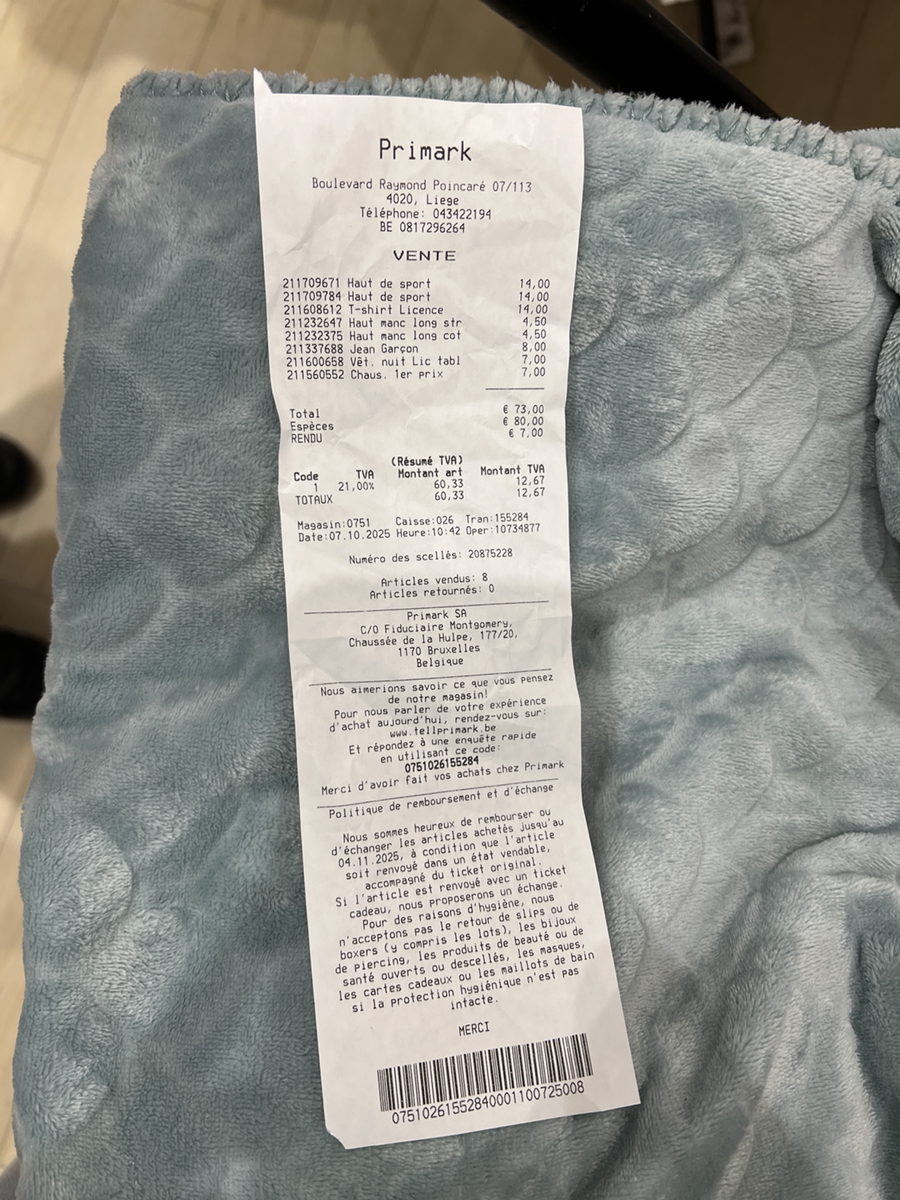 Primark
Boulevard Raymond Poincaré 07/113
4020, Liege
Téléphone: 043422194
BE 0817296264
VENTE
211709671 Haut de sport 14,00
211709784 Haut de sport 14,00
211608612 T-shirt Licence 14,00
211232647 Haut manc long str 4,50
211232375 Haut manc long cot 4,50
211337688 Jean Garçon 8,00
211600658 Vêt. nuit Lic tabl 7,00
211560552 Chaus. 1er prix 7,00
Total € 73,00
Espèces € 80,00
RENDU € 7,00
(Résumé TVA)
Code TVA Montant art Montant TVA
1 21,00% 60,33 12,67
TOTAUX 60,33 12,67
Magasin:0751 Caisse:026 Tran:155284
Date:07.10.2025 Heure:10:42 Oper:10734877
Numéro des scellés: 20875228
Articles vendus: 8
Articles retournés: 0
Primark SA
C/O Fiduciaire Montgomery,
Chaussée de la Hulpe, 177/20,
1170 Bruxelles
Belgique
Nous aimerions savoir ce que vous pensez
de notre magasin!
Pour nous parler de votre expérience
d'achat aujourd'hui, rendez-vous sur:
www.tellprimark.be
Et répondez à une enquête rapide
en utilisant ce code:
0751026155284
Merci d'avoir fait vos achats chez Primark
Politique de remboursement et d'échange
Nous sommes heureux de rembourser ou
d'échanger les articles achetés jusqu'au
04.11.2025, à condition que l'article
soit renvoyé dans un état vendable,
accompagné du ticket original.
Si l'article est renvoyé avec un ticket
cadeau, nous proposerons un échange.
Pour des raisons d'hygiène, nous
n'acceptons pas le retour de slips ou de
boxers (y compris les lots), les bijoux
de piercing, les produits de beauté ou de
santé ouverts ou descellés, les masques,
les cartes cadeaux ou les maillots de bain
si la protection hygiénique n'est pas
intacte.
MERCI
07510261552840001100725008